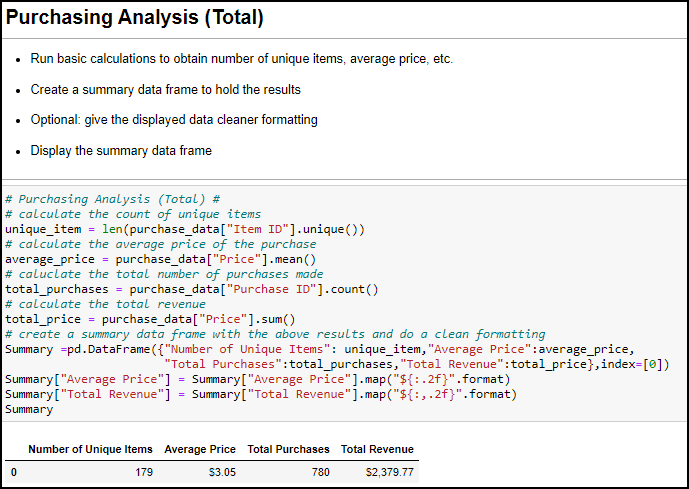 Purchasing Analysis (Total)
• Run basic calculations to obtain number of unique items, average price, etc.
• Create a summary data frame to hold the results
• Optional: give the displayed data cleaner formatting
• Display the summary data frame
# Purchasing Analysis (Total) #
# calculate the count of unique items
unique_item = len(purchase_data["Item ID"].unique())
# calculate the average price of the purchase
average_price = purchase_data["Price"].mean()
# caluclate the total number of purchases made
total_purchases = purchase_data["Purchase ID"].count()
# calculate the total revenue
total_price = purchase_data["Price"].sum()
# create a summary data frame with the above results and do a clean formatting
Summary =pd.DataFrame({"Number of Unique Items": unique_item,"Average Price":average_price,
"Total Purchases":total_purchases,"Total Revenue":total_price},index=[0])
Summary["Average Price"] = Summary["Average Price"].map("${:.2f}".format)
Summary["Total Revenue"] = Summary["Total Revenue"].map("${:,.2f}".format)
Summary
Number of Unique Items Average Price Total Purchases Total Revenue
0 179 $3.05 780 $2,379.77